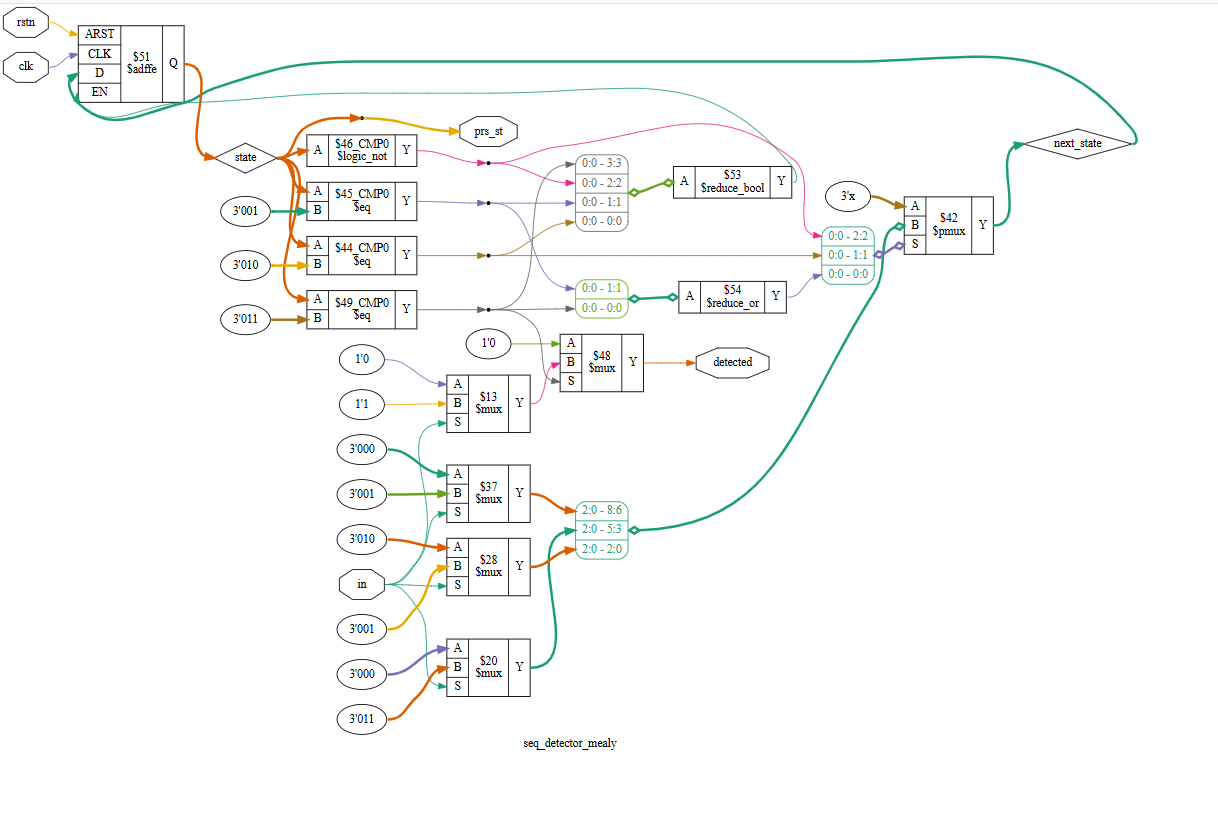 rstn
clk
ARST
CLK
D
EN
$51
$adffe
Q
state
prs_st
next_state
A
$46_CMP0
$logic_not
Y
3'001
A
B
$45_CMP0
$eq
Y
3'010
A
B
$44_CMP0
$eq
Y
3'011
A
B
$49_CMP0
$eq
Y
0:0 - 3:3
0:0 - 2:2
0:0 - 1:1
0:0 - 0:0
A
$53
$reduce_bool
Y
0:0 - 1:1
0:0 - 0:0
A
$54
$reduce_or
Y
3'x
0:0 - 2:2
0:0 - 1:1
0:0 - 0:0
A
B
S
$42
$pmux
Y
1'0
A
B
S
$48
$mux
Y
detected
1'0
1'1
A
B
S
$13
$mux
Y
3'000
3'001
A
B
S
$37
$mux
Y
3'010
in
3'001
A
B
S
$28
$mux
Y
2:0 - 8:6
2:0 - 5:3
2:0 - 2:0
3'000
3'011
A
B
S
$20
$mux
Y
seq_detector_mealy